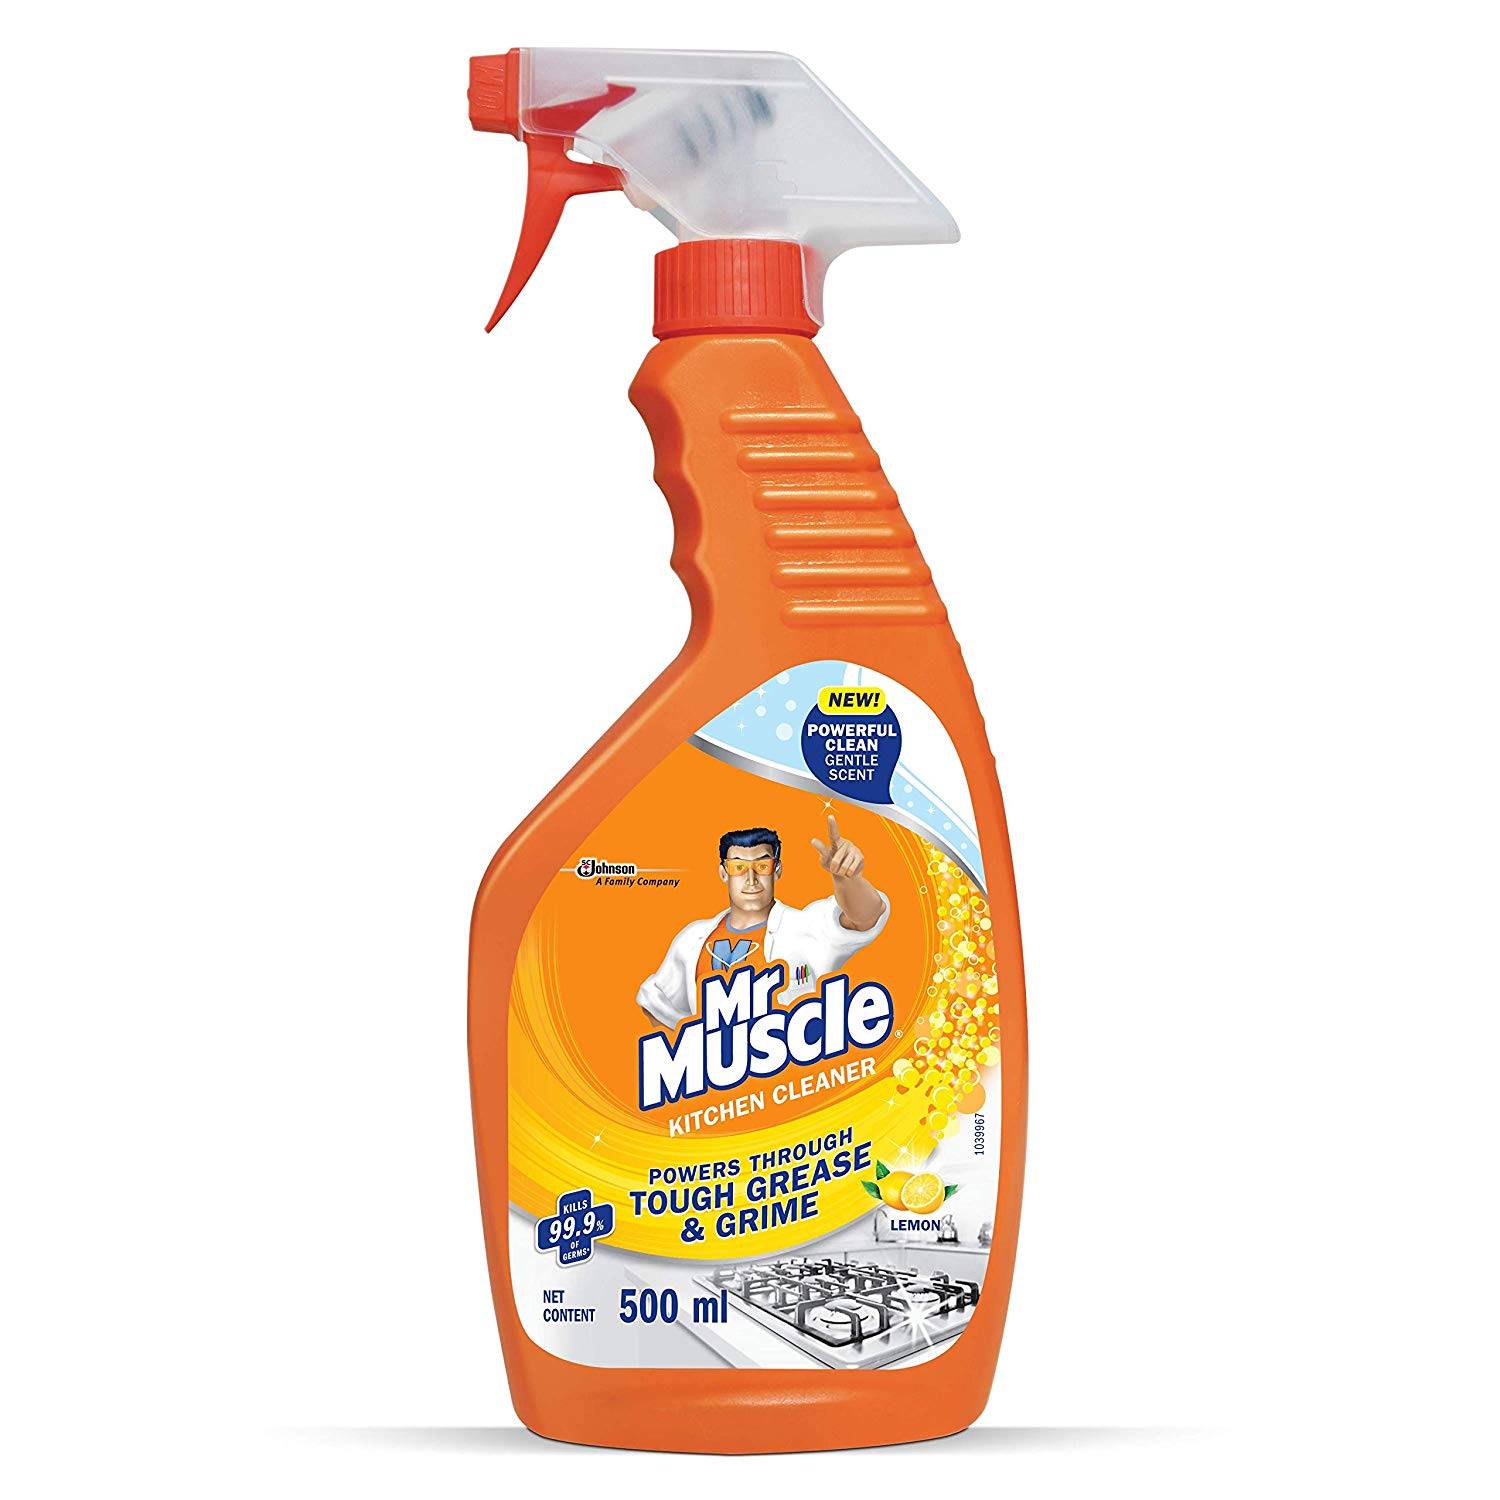 NEW!
POWERFUL
CLEAN
GENTLE
SCENT
SC Johnson
A Family Company
M
Mr
Muscle®
KITCHEN CLEANER
POWERS THROUGH
TOUGH GREASE
& GRIME
KILLS
99.9%
OF
GERMS*
LEMON
1039967
NET
CONTENT
500 ml